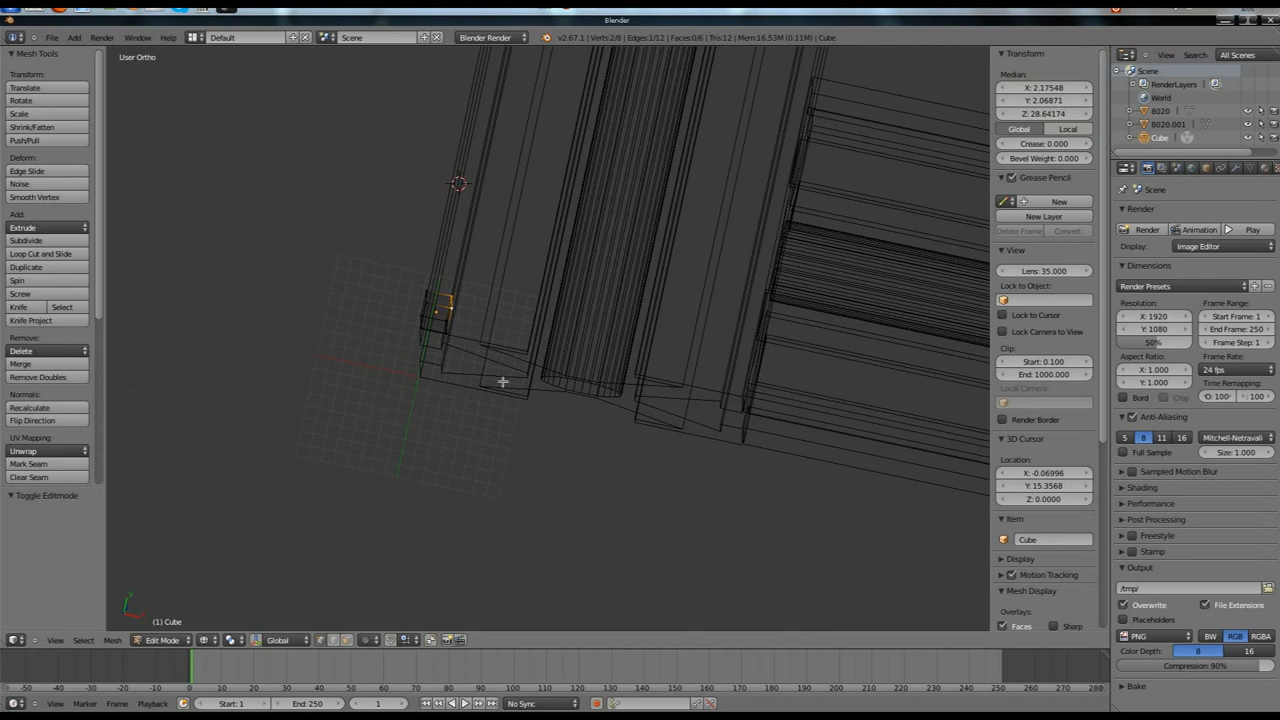 Blender
File Add Render Window Help
Default
Scene
Blender Render
v2.67.1 | Verts:2/8 | Edges:1/12 | Faces:0/6 | Tris:12 | Mem:16.53M (0.11M) | Cube
Mesh Tools
Transform:
Translate
Rotate
Scale
Shrink/Fatten
Push/Pull
Deform:
Edge Slide
Noise
Smooth Vertex
Add:
Extrude
Subdivide
Loop Cut and Slide
Duplicate
Spin
Screw
Knife Select
Knife Project
Remove:
Delete
Merge
Remove Doubles
Normals:
Recalculate
Flip Direction
UV Mapping:
Unwrap
Mark Seam
Clear Seam
Toggle Editmode
User Ortho
(1) Cube
Transform
Median:
X: 2.17548
Y: 2.06871
Z: 28.64174
Global Local
Crease: 0.000
Bevel Weight: 0.000
Grease Pencil
New
New Layer
Delete Frame Convert
View
Lens: 35.000
Lock to Object:
Lock to Cursor
Lock Camera to View
Clip:
Start: 0.100
End: 1000.000
Local Camera:
Render Border
3D Cursor
Location:
X: -0.06996
Y: 15.3568
Z: 0.0000
Item
Cube
Display
Motion Tracking
Mesh Display
Overlays:
Faces Sharp
View Search All Scenes
Scene
RenderLayers
World
8020
8020.001
Cube
Scene
Render
Render Animation Play
Display: Image Editor
Dimensions
Render Presets
Resolution: Frame Range:
X: 1920 Start Frame: 1
Y: 1080 End Frame: 250
50% Frame Step: 1
Aspect Ratio: Frame Rate:
X: 1.000 24 fps
Y: 1.000 Time Remapping:
Bord Crop
Anti-Aliasing
5 8 11 16 Mitchell-Netravali
Full Sample Size: 1.000
Sampled Motion Blur
Shading
Performance
Post Processing
Freestyle
Stamp
Output
/tmp/
Overwrite File Extensions
Placeholders
PNG BW RGB RGBA
Color Depth: 8 16
Compression: 90%
Bake
View Select Mesh Edit Mode Global
-50 -40 -30 -20 -10 0 10 20 30 40 50 60 70 80 90 100 110 120 130 140 150 160 170 180 190 200 210 220 230 240 250 260 270 280
View Marker Frame Playback Start: 1 End: 250 1 No Sync